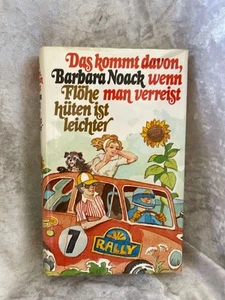 Das kommt davon,
Barbara Noack wenn
Flöhe man verreist
hüten ist
leichter
7
RALLY